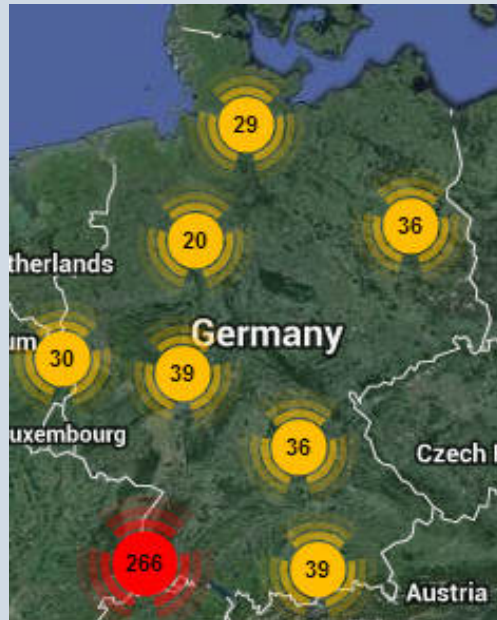 29
20
36
therlands
Germany
um
30
39
uxembourg
36
Czech
266
39
Austria